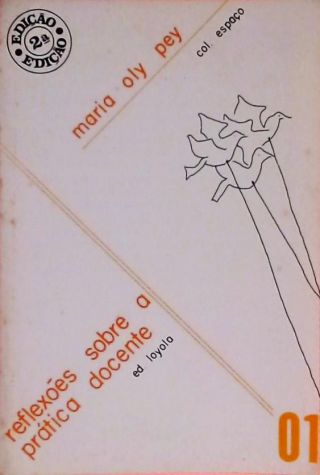 EDIÇÃO
2ª
EDIÇÃO
maria oly pey
col. espaço
reflexões sobre a
prática docente
ed loyola
01